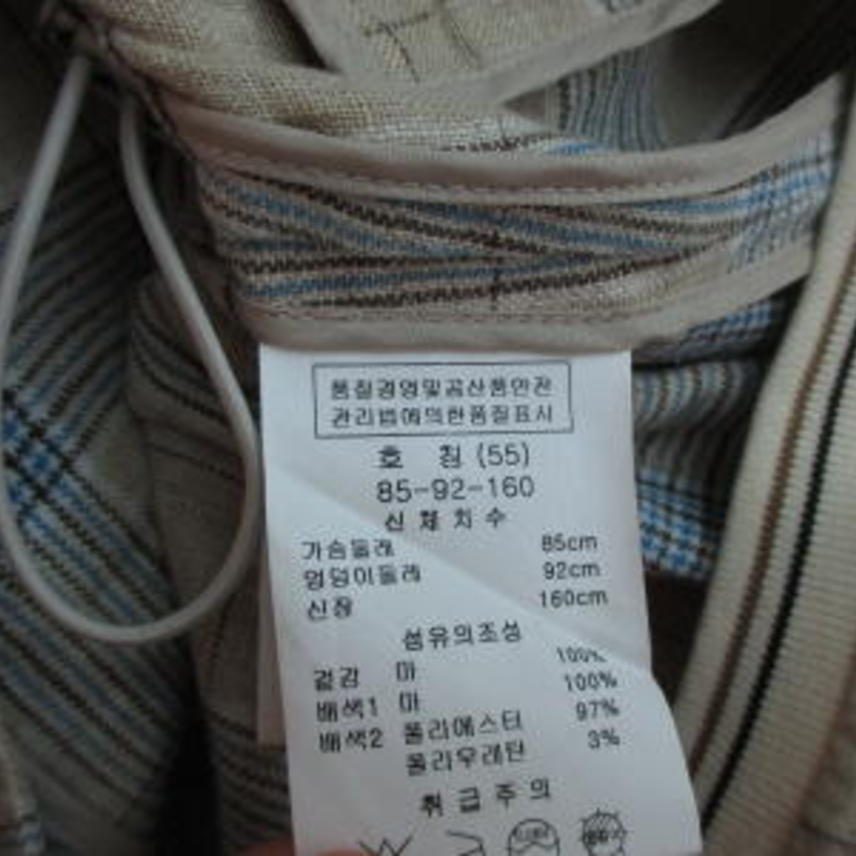 품질경영및공산품안전
관리법에의한품질표시
호 칭 (55)
85-92-160
신 체 치 수
가슴둘레 85cm
엉덩이둘레 92cm
신장 160cm
섬유의조성
겉감 마 100%
배색1 마 100%
배색2 폴리에스터 97%
폴리우레탄 3%
취 급 주 의